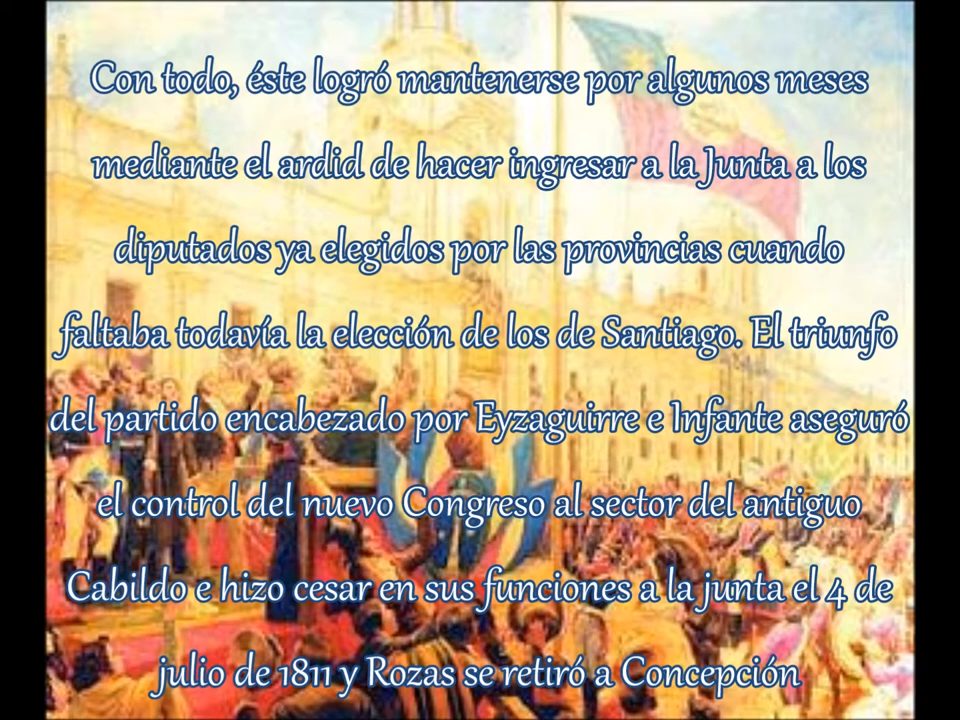 Con todo, éste logró mantenerse por algunos meses
mediante el ardid de hacer ingresar a la Junta a los
diputados ya elegidos por las provincias cuando
faltaba todavía la elección de los de Santiago. El triunfo
del partido encabezado por Eyzaguirre e Infante aseguró
el control del nuevo Congreso al sector del antiguo
Cabildo e hizo cesar en sus funciones a la junta el 4 de
julio de 1811 y Rozas se retiró a Concepción